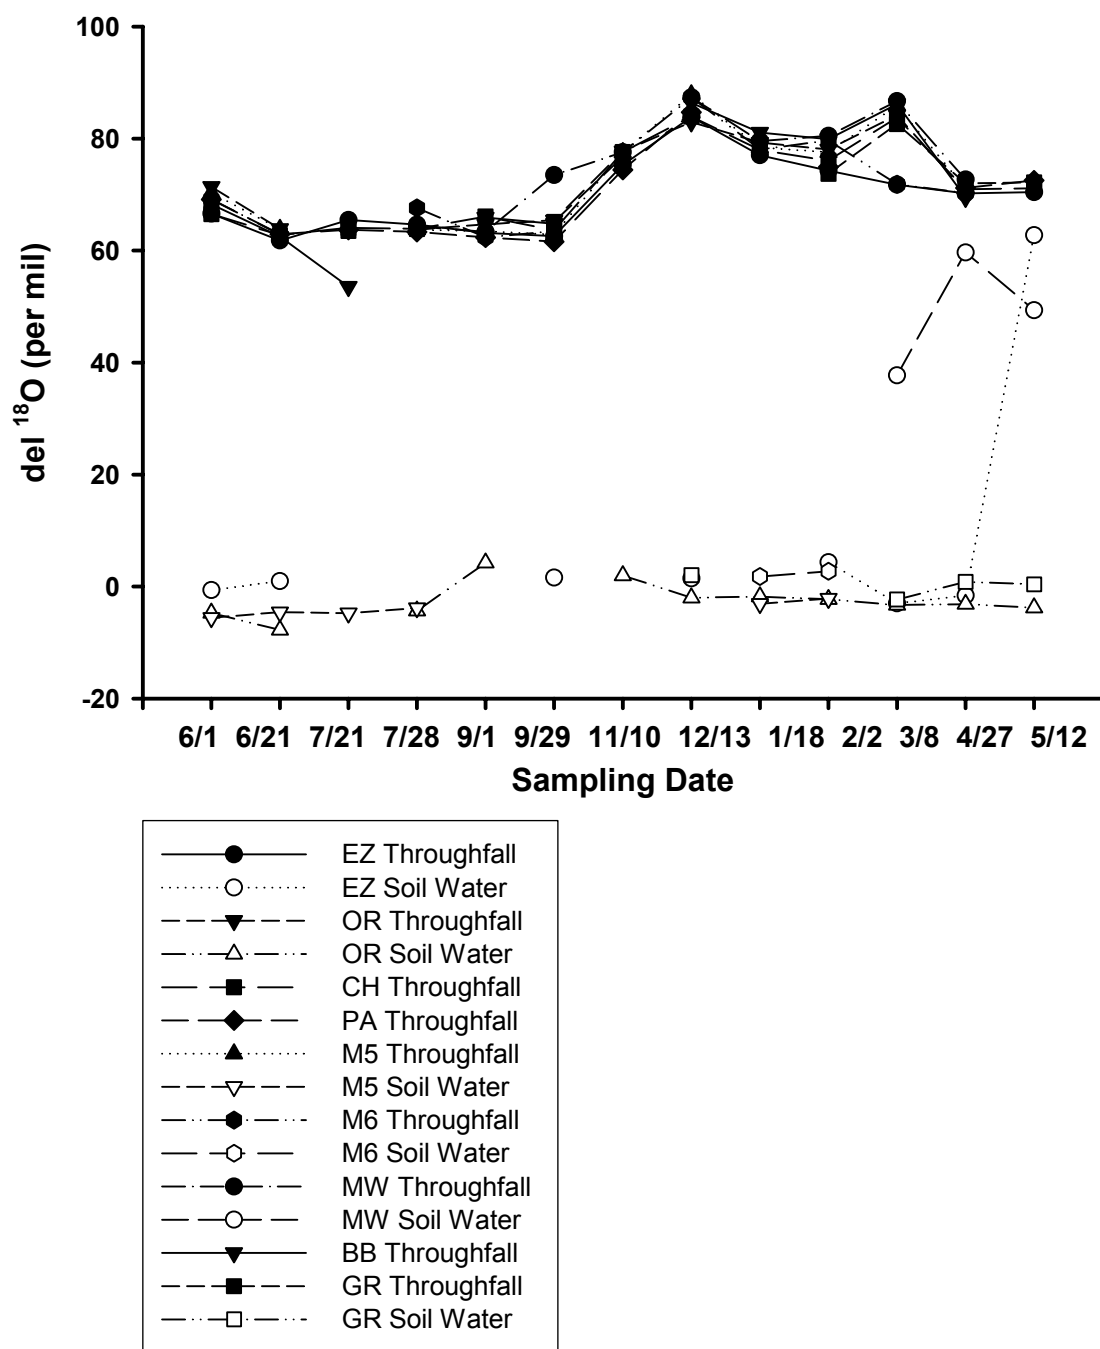 100
80
60
40
20
0
-20
del ¹⁸O (per mil)
6/1 6/21 7/21 7/28 9/1 9/29 11/10 12/13 1/18 2/2 3/8 4/27 5/12
Sampling Date
EZ Throughfall
EZ Soil Water
OR Throughfall
OR Soil Water
CH Throughfall
PA Throughfall
M5 Throughfall
M5 Soil Water
M6 Throughfall
M6 Soil Water
MW Throughfall
MW Soil Water
BB Throughfall
GR Throughfall
GR Soil Water